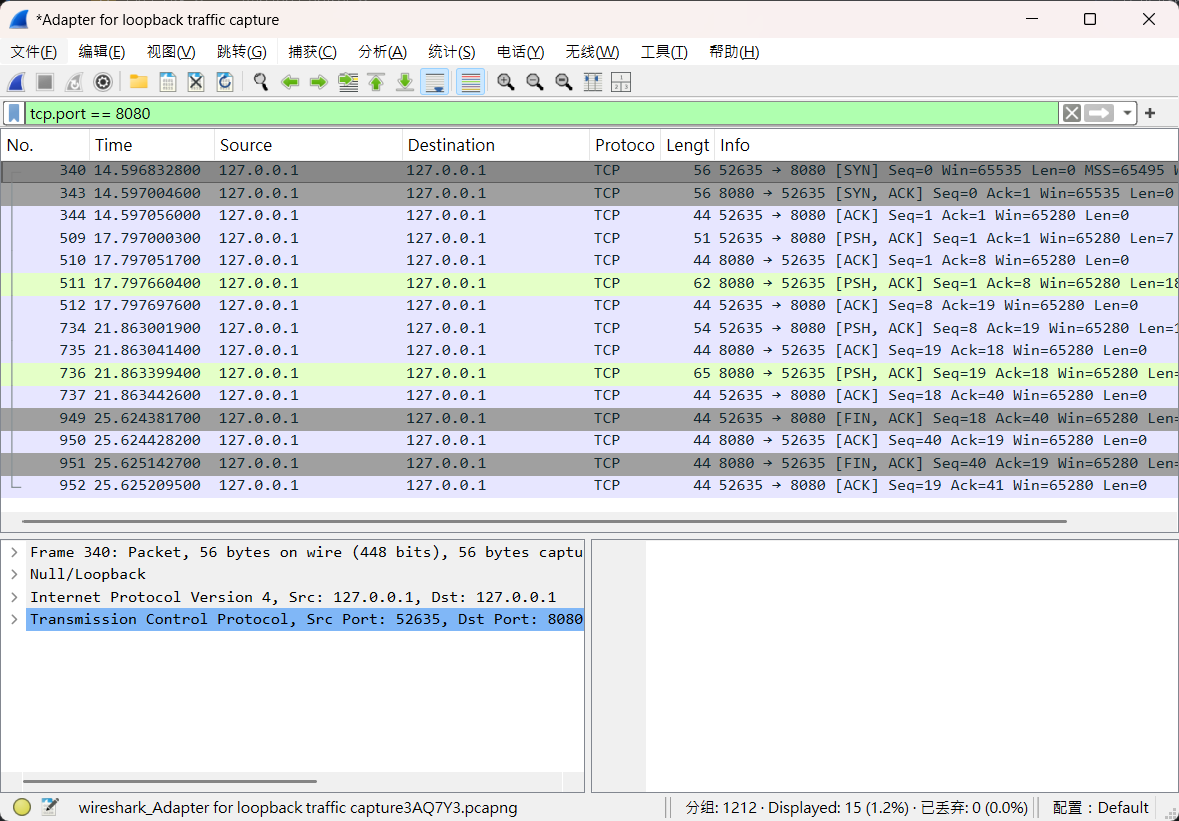 *Adapter for loopback traffic capture
文件(F) 编辑(E) 视图(V) 跳转(G) 捕获(C) 分析(A) 统计(S) 电话(Y) 无线(W) 工具(T) 帮助(H)
tcp.port == 8080
No. Time Source Destination Protoco Lengt Info
340 14.596832800 127.0.0.1 127.0.0.1 TCP 56 52635 → 8080 [SYN] Seq=0 Win=65535 Len=0 MSS=65495 W
343 14.597004600 127.0.0.1 127.0.0.1 TCP 56 8080 → 52635 [SYN, ACK] Seq=0 Ack=1 Win=65535 Len=0
344 14.597056000 127.0.0.1 127.0.0.1 TCP 44 52635 → 8080 [ACK] Seq=1 Ack=1 Win=65280 Len=0
509 17.797000300 127.0.0.1 127.0.0.1 TCP 51 52635 → 8080 [PSH, ACK] Seq=1 Ack=1 Win=65280 Len=7
510 17.797051700 127.0.0.1 127.0.0.1 TCP 44 8080 → 52635 [ACK] Seq=1 Ack=8 Win=65280 Len=0
511 17.797660400 127.0.0.1 127.0.0.1 TCP 62 8080 → 52635 [PSH, ACK] Seq=1 Ack=8 Win=65280 Len=18
512 17.797697600 127.0.0.1 127.0.0.1 TCP 44 52635 → 8080 [ACK] Seq=8 Ack=19 Win=65280 Len=0
734 21.863001900 127.0.0.1 127.0.0.1 TCP 54 52635 → 8080 [PSH, ACK] Seq=8 Ack=19 Win=65280 Len=1
735 21.863041400 127.0.0.1 127.0.0.1 TCP 44 8080 → 52635 [ACK] Seq=19 Ack=18 Win=65280 Len=0
736 21.863399400 127.0.0.1 127.0.0.1 TCP 65 8080 → 52635 [PSH, ACK] Seq=19 Ack=18 Win=65280 Len=
737 21.863442600 127.0.0.1 127.0.0.1 TCP 44 52635 → 8080 [ACK] Seq=18 Ack=40 Win=65280 Len=0
949 25.624381700 127.0.0.1 127.0.0.1 TCP 44 52635 → 8080 [FIN, ACK] Seq=18 Ack=40 Win=65280 Len=
950 25.624428200 127.0.0.1 127.0.0.1 TCP 44 8080 → 52635 [ACK] Seq=40 Ack=19 Win=65280 Len=0
951 25.625142700 127.0.0.1 127.0.0.1 TCP 44 8080 → 52635 [FIN, ACK] Seq=40 Ack=19 Win=65280 Len=
952 25.625209500 127.0.0.1 127.0.0.1 TCP 44 52635 → 8080 [ACK] Seq=19 Ack=41 Win=65280 Len=0
Frame 340: Packet, 56 bytes on wire (448 bits), 56 bytes captu
Null/Loopback
Internet Protocol Version 4, Src: 127.0.0.1, Dst: 127.0.0.1
Transmission Control Protocol, Src Port: 52635, Dst Port: 8080
wireshark_Adapter for loopback traffic capture3AQ7Y3.pcapng 分组: 1212 · Displayed: 15 (1.2%) · 已丢弃: 0 (0.0%) 配置：Default